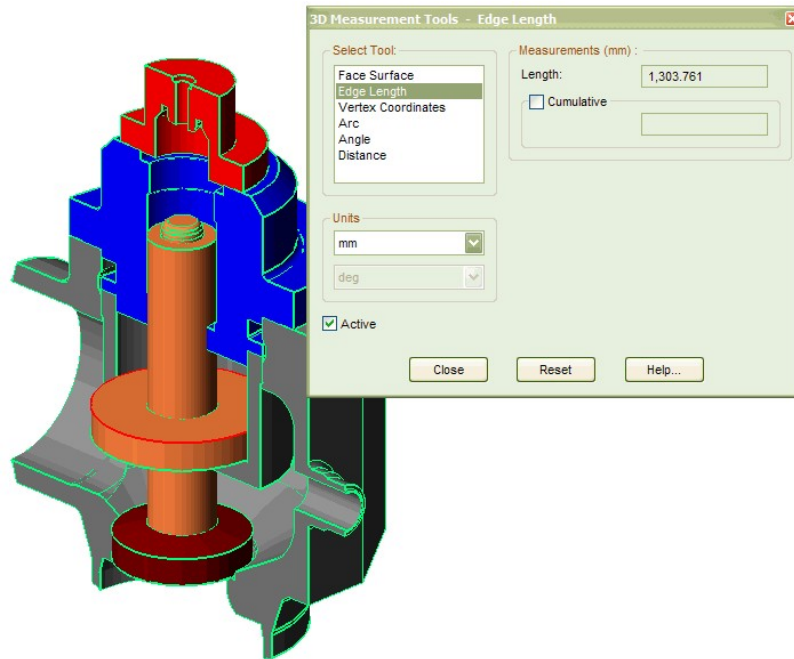 3D Measurement Tools - Edge Length
Select Tool:
Face Surface
Edge Length
Vertex Coordinates
Arc
Angle
Distance
Measurements (mm) :
Length: 1,303.761
Cumulative
Units
mm
deg
Active
Close Reset Help...